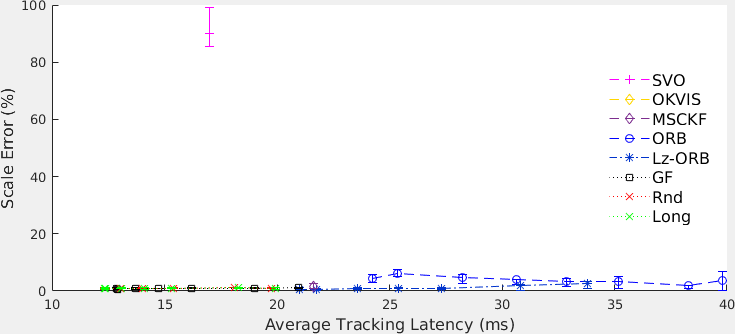 100
80
60
40
20
0
Scale Error (%)
10 15 20 25 30 35 40
Average Tracking Latency (ms)
SVO
OKVIS
MSCKF
ORB
Lz-ORB
GF
Rnd
Long